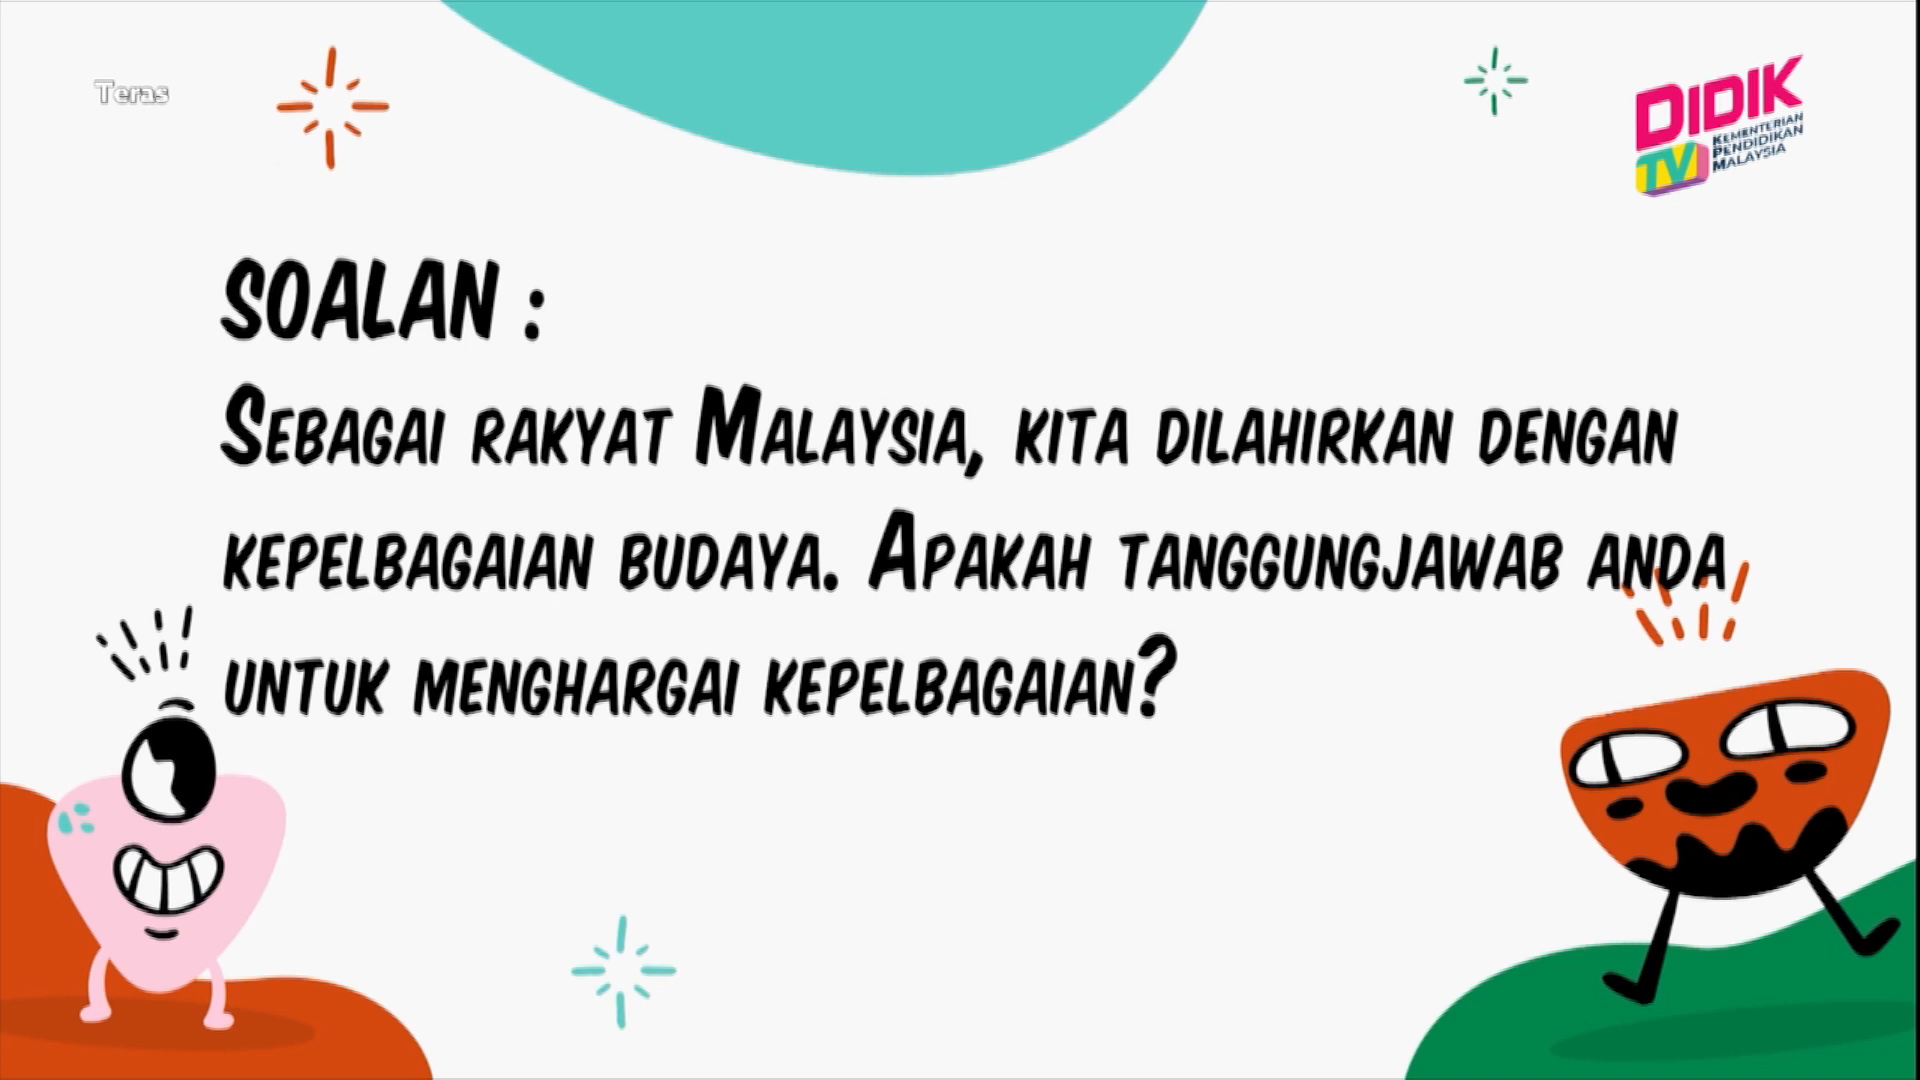 Teras
DIDIK
TV
KEMENTERIAN
PENDIDIKAN
MALAYSIA
SOALAN :
SEBAGAI RAKYAT MALAYSIA, KITA DILAHIRKAN DENGAN
KEPELBAGAIAN BUDAYA. APAKAH TANGGUNGJAWAB ANDA
UNTUK MENGHARGAI KEPELBAGAIAN?